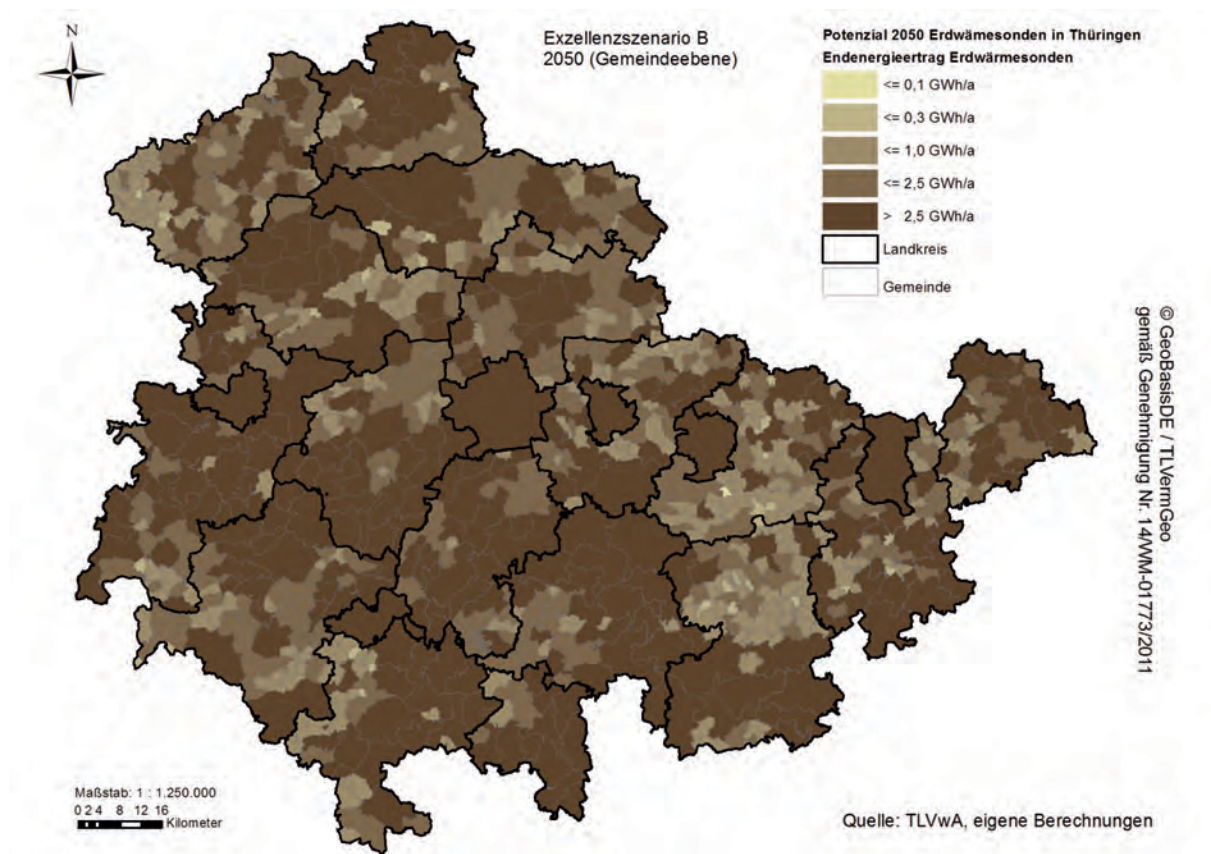 N
Exzellenzszenario B
2050 (Gemeindeebene)
Potenzial 2050 Erdwämesonden in Thüringen
Endenergieertrag Erdwärmesonden
<= 0,1 GWh/a
<= 0,3 GWh/a
<= 1,0 GWh/a
<= 2,5 GWh/a
> 2,5 GWh/a
Landkreis
Gemeinde
© GeoBasisDE / TLVermGeo
gemäß Genehmigung Nr. 14/WM-01773/2011
Maßstab: 1 : 1.250.000
0 2 4 8 12 16
Kilometer
Quelle: TLVwA, eigene Berechnungen